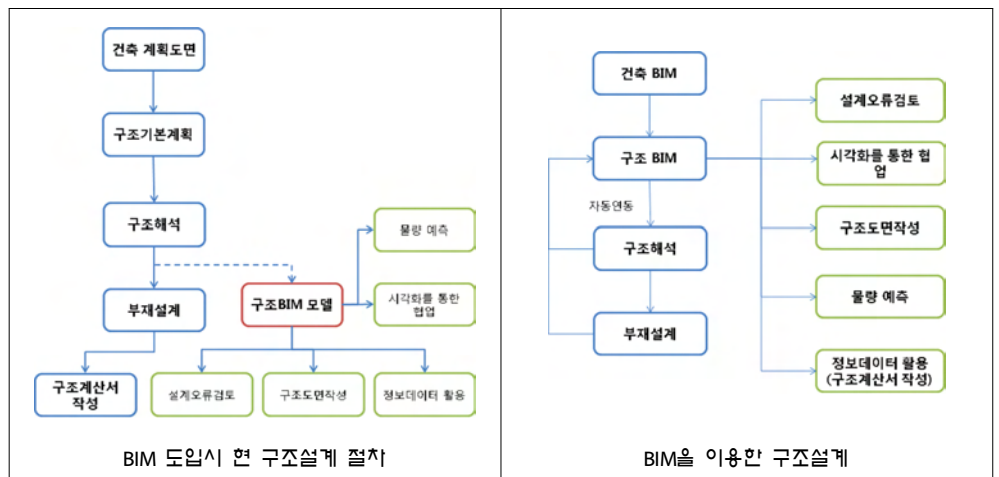 건축 계획도면
구조기본계획
구조해석
부재설계
구조계산서
작성
구조BIM 모델
물량 예측
시각화를 통한
협업
설계오류검토
구조도면작성
정보데이터 활용
BIM 도입시 현 구조설계 절차
건축 BIM
구조 BIM
자동연동
구조해석
부재설계
설계오류검토
시각화를 통한 협
업
구조도면작성
물량 예측
정보데이터 활용
(구조계산서 작성)
BIM을 이용한 구조설계